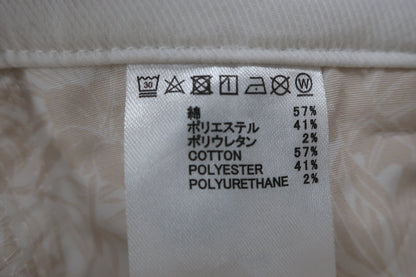 30 W
綿 57%
ポリエステル 41%
ポリウレタン 2%
COTTON 57%
POLYESTER 41%
POLYURETHANE 2%